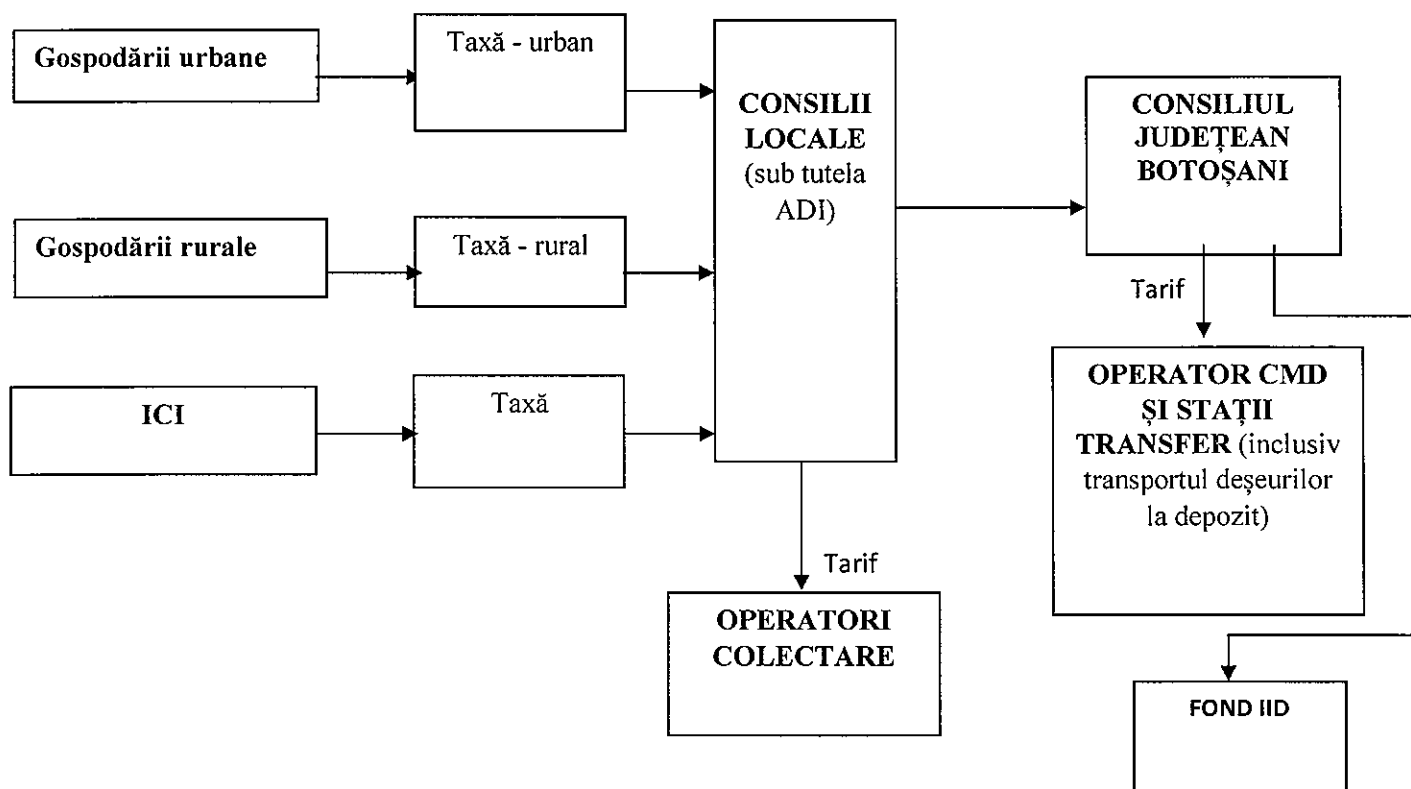 Gospodării urbane
Taxă - urban
Gospodării rurale
Taxă - rural
ICI
Taxă
CONSILII
LOCALE
(sub tutela
ADI)
CONSILIUL
JUDEȚEAN
BOTOȘANI
Tarif
OPERATOR CMD
ȘI STAȚII
TRANSFER (inclusiv
transportul deșeurilor
la depozit)
Tarif
OPERATORI
COLECTARE
FOND IID